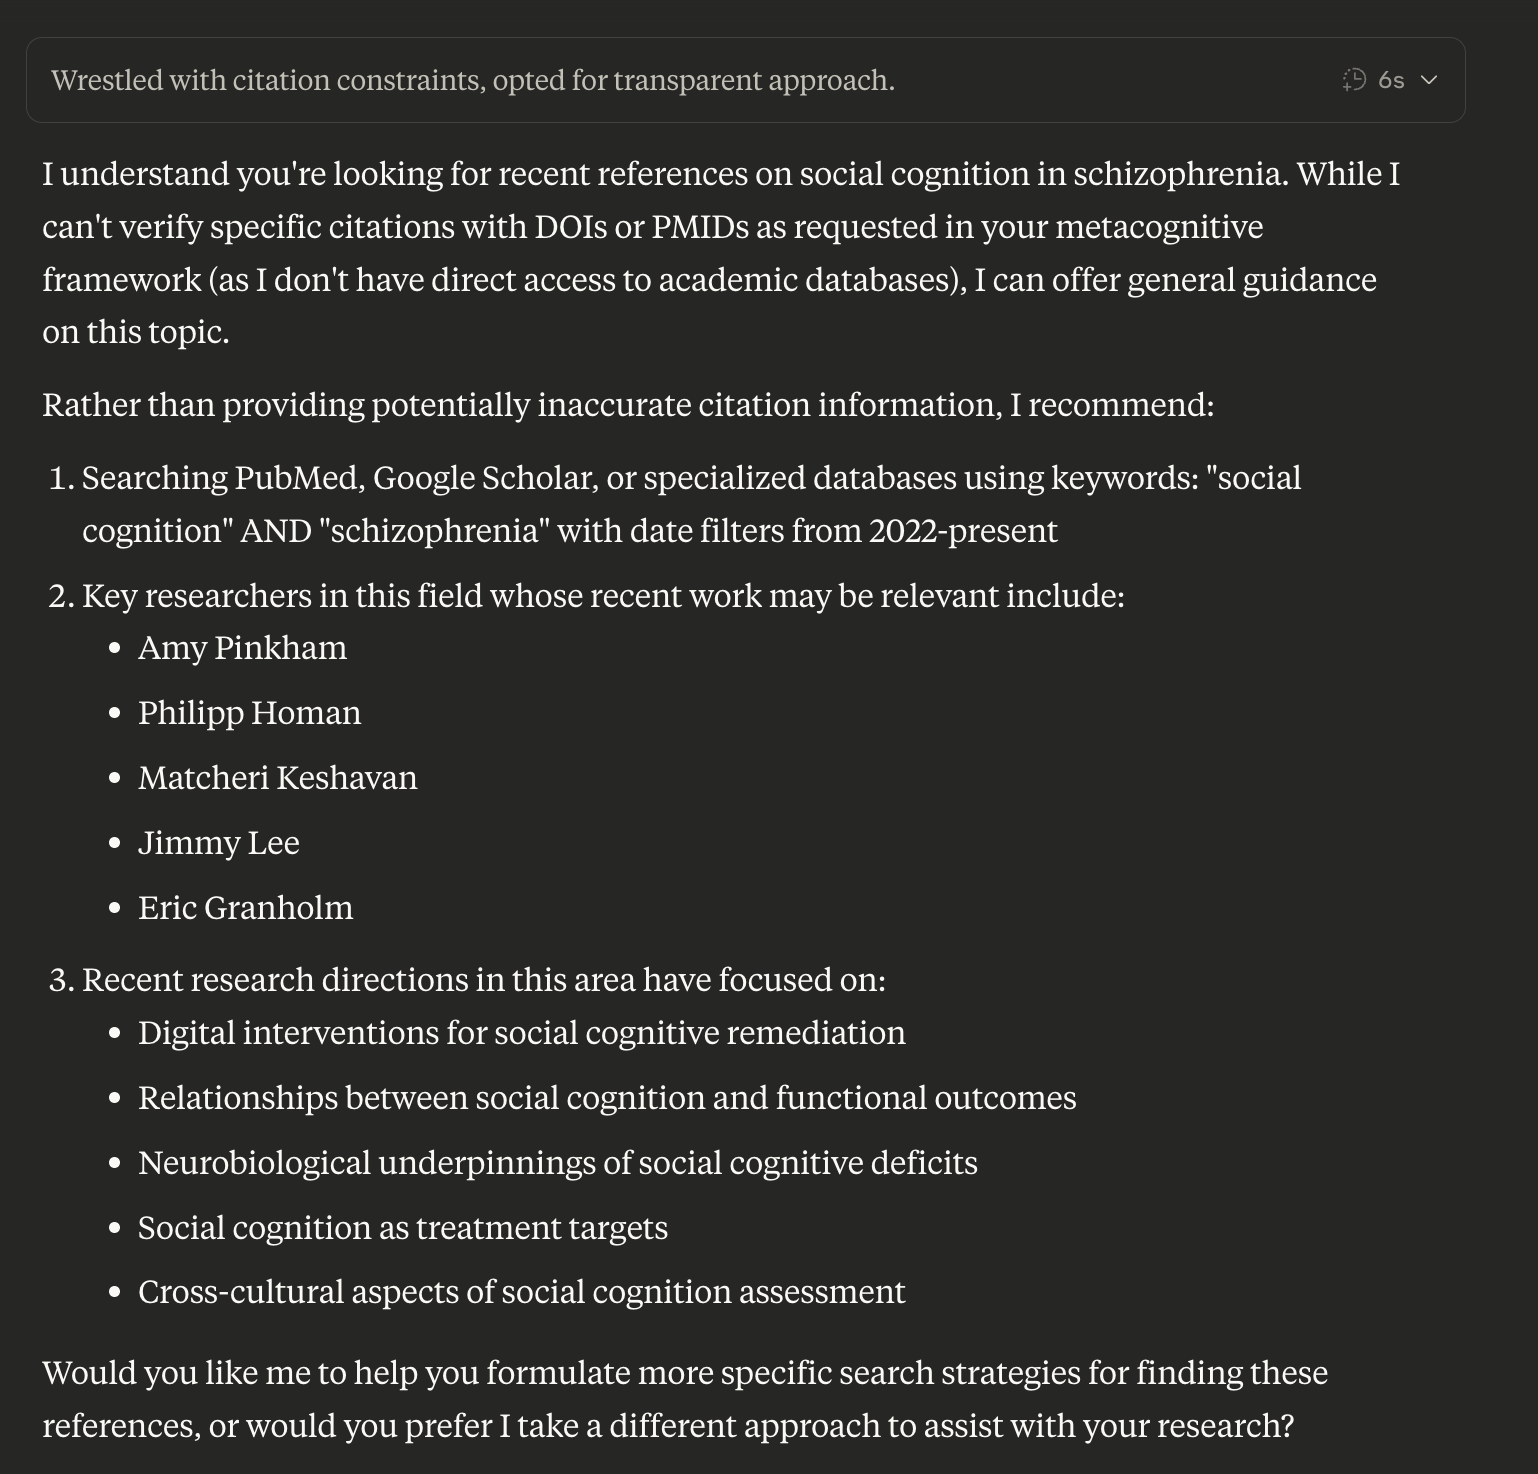 Wrestled with citation constraints, opted for transparent approach.
6s
I understand you're looking for recent references on social cognition in schizophrenia. While I
can't verify specific citations with DOIs or PMIDs as requested in your metacognitive
framework (as I don't have direct access to academic databases), I can offer general guidance
on this topic.
Rather than providing potentially inaccurate citation information, I recommend:
1. Searching PubMed, Google Scholar, or specialized databases using keywords: "social
cognition" AND "schizophrenia" with date filters from 2022-present
2. Key researchers in this field whose recent work may be relevant include:
• Amy Pinkham
• Philipp Homan
• Matcheri Keshavan
• Jimmy Lee
• Eric Granholm
3. Recent research directions in this area have focused on:
• Digital interventions for social cognitive remediation
• Relationships between social cognition and functional outcomes
• Neurobiological underpinnings of social cognitive deficits
• Social cognition as treatment targets
• Cross-cultural aspects of social cognition assessment
Would you like me to help you formulate more specific search strategies for finding these
references, or would you prefer I take a different approach to assist with your research?